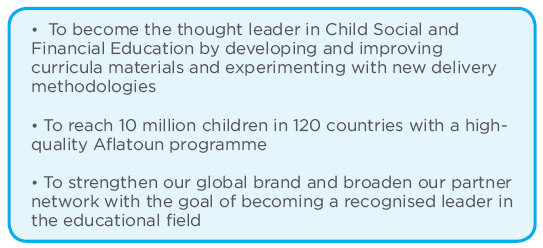 • To become the thought leader in Child Social and
Financial Education by developing and improving
curricula materials and experimenting with new delivery
methodologies
• To reach 10 million children in 120 countries with a high-
quality Aflatoun programme
• To strengthen our global brand and broaden our partner
network with the goal of becoming a recognised leader in
the educational field